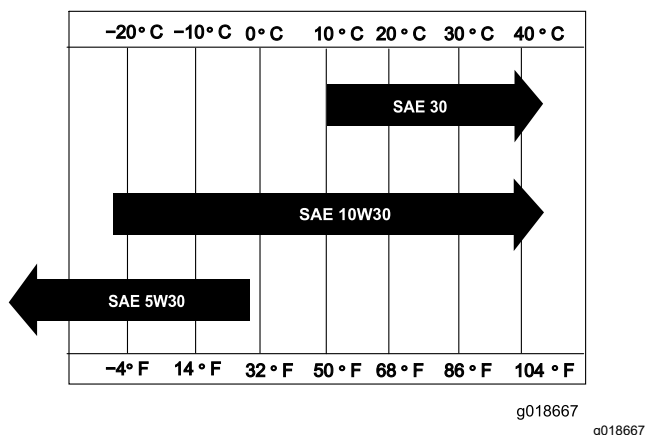 −20° C −10° C 0° C 10° C 20° C 30° C 40° C
SAE 30
SAE 10W30
SAE 5W30
−4° F 14° F 32° F 50° F 68° F 86° F 104 °F
g018667
g018667